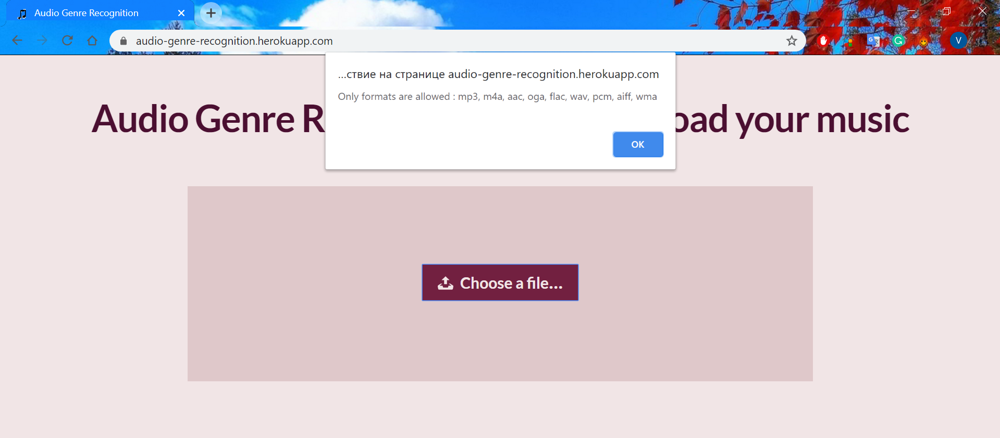 Audio Genre Recognition
audio-genre-recognition.herokuapp.com
V
...ствие на странице audio-genre-recognition.herokuapp.com
Only formats are allowed : mp3, m4a, aac, oga, flac, wav, pcm, aiff, wma
OK
Audio Genre R oad your music
Choose a file...